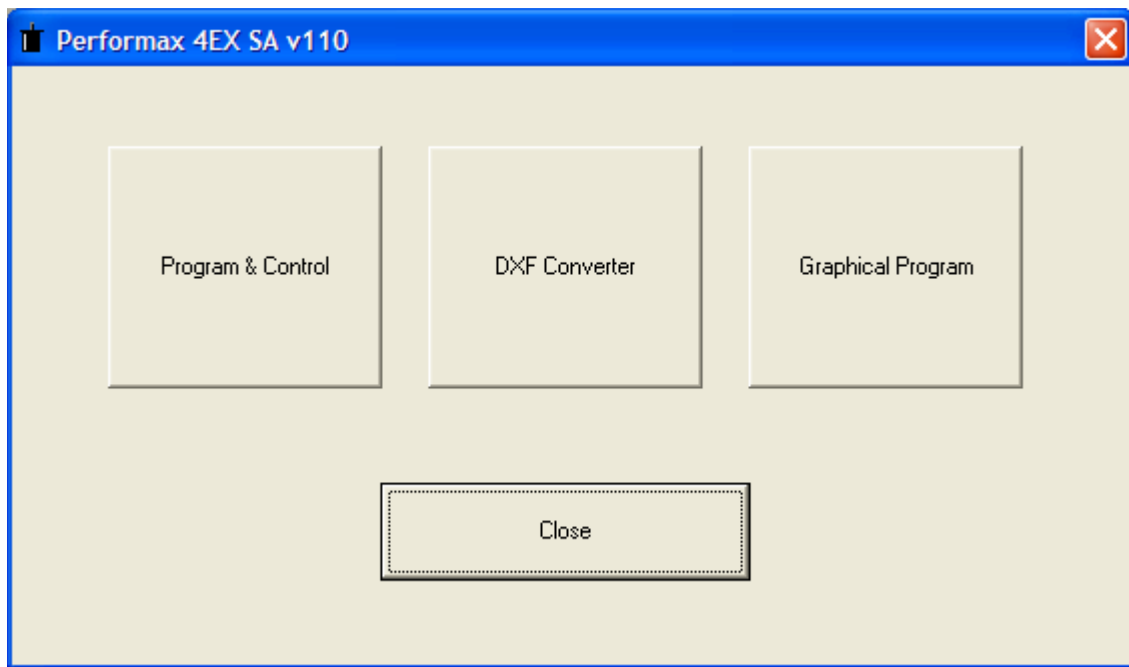 Performax 4EX SA v110
Program & Control
DXF Converter
Graphical Program
Close